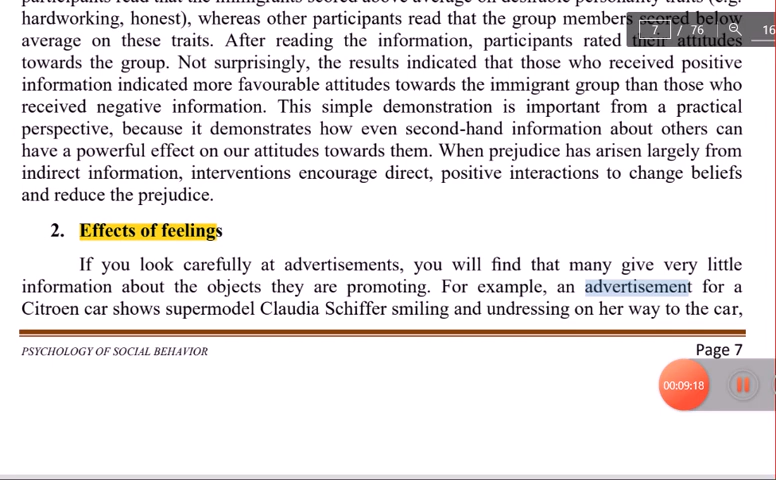 hardworking, honest), whereas other participants read that the group members scored below
7 / 76
16
average on these traits. After reading the information, participants rated their attitudes
towards the group. Not surprisingly, the results indicated that those who received positive
information indicated more favourable attitudes towards the immigrant group than those who
received negative information. This simple demonstration is important from a practical
perspective, because it demonstrates how even second-hand information about others can
have a powerful effect on our attitudes towards them. When prejudice has arisen largely from
indirect information, interventions encourage direct, positive interactions to change beliefs
and reduce the prejudice.
2. Effects of feelings
If you look carefully at advertisements, you will find that many give very little
information about the objects they are promoting. For example, an advertisement for a
Citroen car shows supermodel Claudia Schiffer smiling and undressing on her way to the car,
PSYCHOLOGY OF SOCIAL BEHAVIOR
Page 7
00:09:18